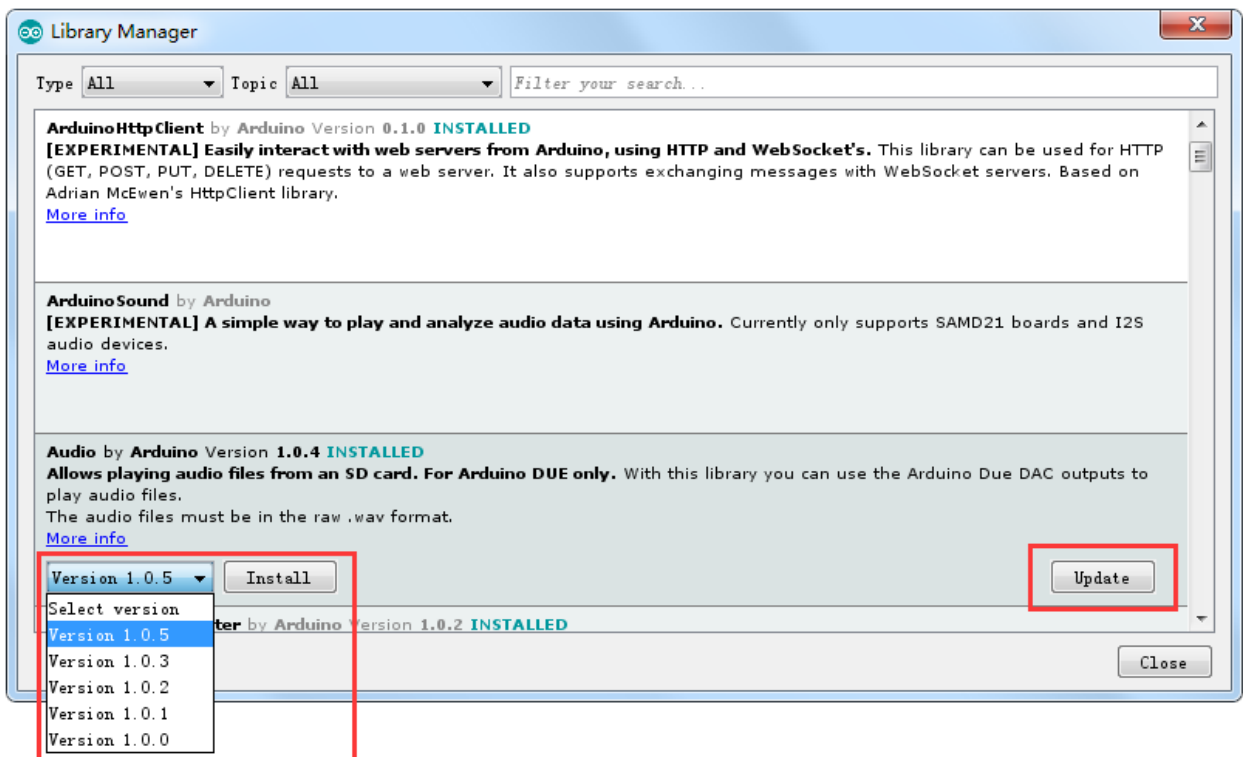 Library Manager
Type All Topic All Filter your search...
ArduinoHttpClient by Arduino Version 0.1.0 INSTALLED
[EXPERIMENTAL] Easily interact with web servers from Arduino, using HTTP and WebSocket's. This library can be used for HTTP
(GET, POST, PUT, DELETE) requests to a web server. It also supports exchanging messages with WebSocket servers. Based on
Adrian McEwen's HttpClient library.
More info
ArduinoSound by Arduino
[EXPERIMENTAL] A simple way to play and analyze audio data using Arduino. Currently only supports SAMD21 boards and I2S
audio devices.
More info
Audio by Arduino Version 1.0.4 INSTALLED
Allows playing audio files from an SD card. For Arduino DUE only. With this library you can use the Arduino Due DAC outputs to
play audio files.
The audio files must be in the raw .wav format.
More info
Version 1.0.5 Install Update
Select version
ter by Arduino Version 1.0.2 INSTALLED
Version 1.0.5
Version 1.0.3
Close
Version 1.0.2
Version 1.0.1
Version 1.0.0